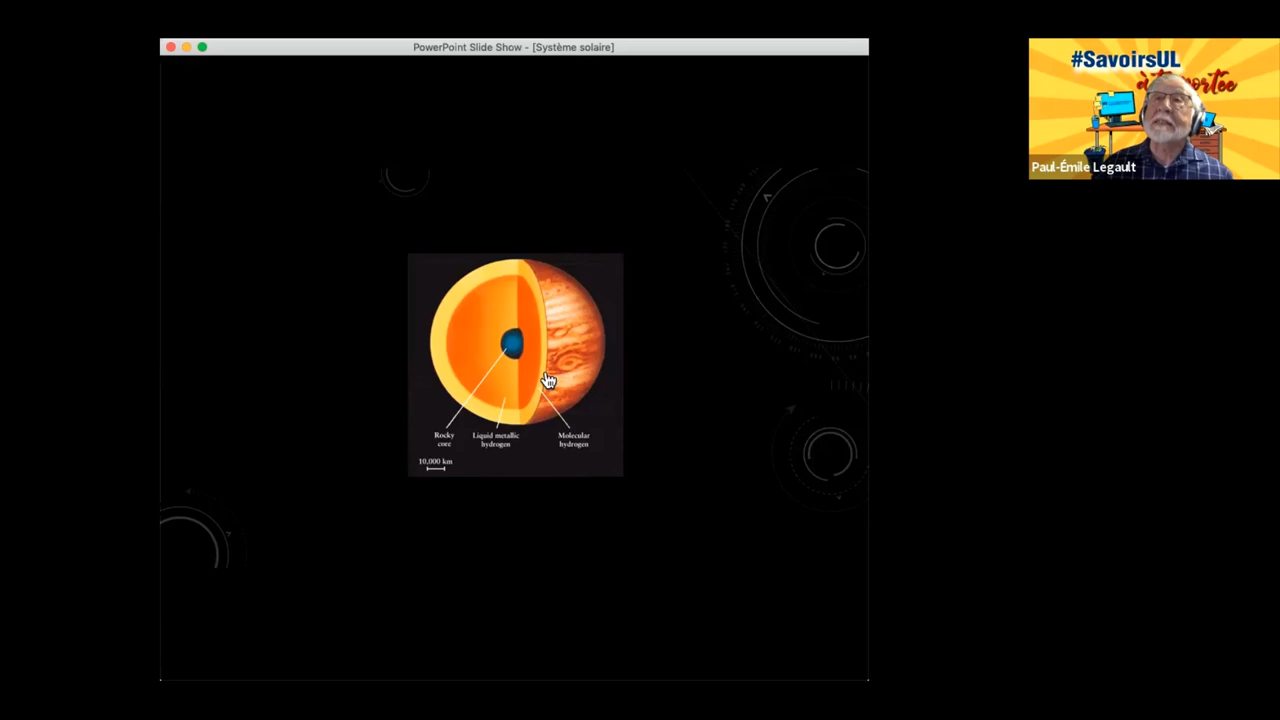 PowerPoint Slide Show - [Système solaire]
#SavoirsUL
Paul-Émile Legault
Rocky
core
Liquid metallic
hydrogen
Molecular
hydrogen
10,000 km